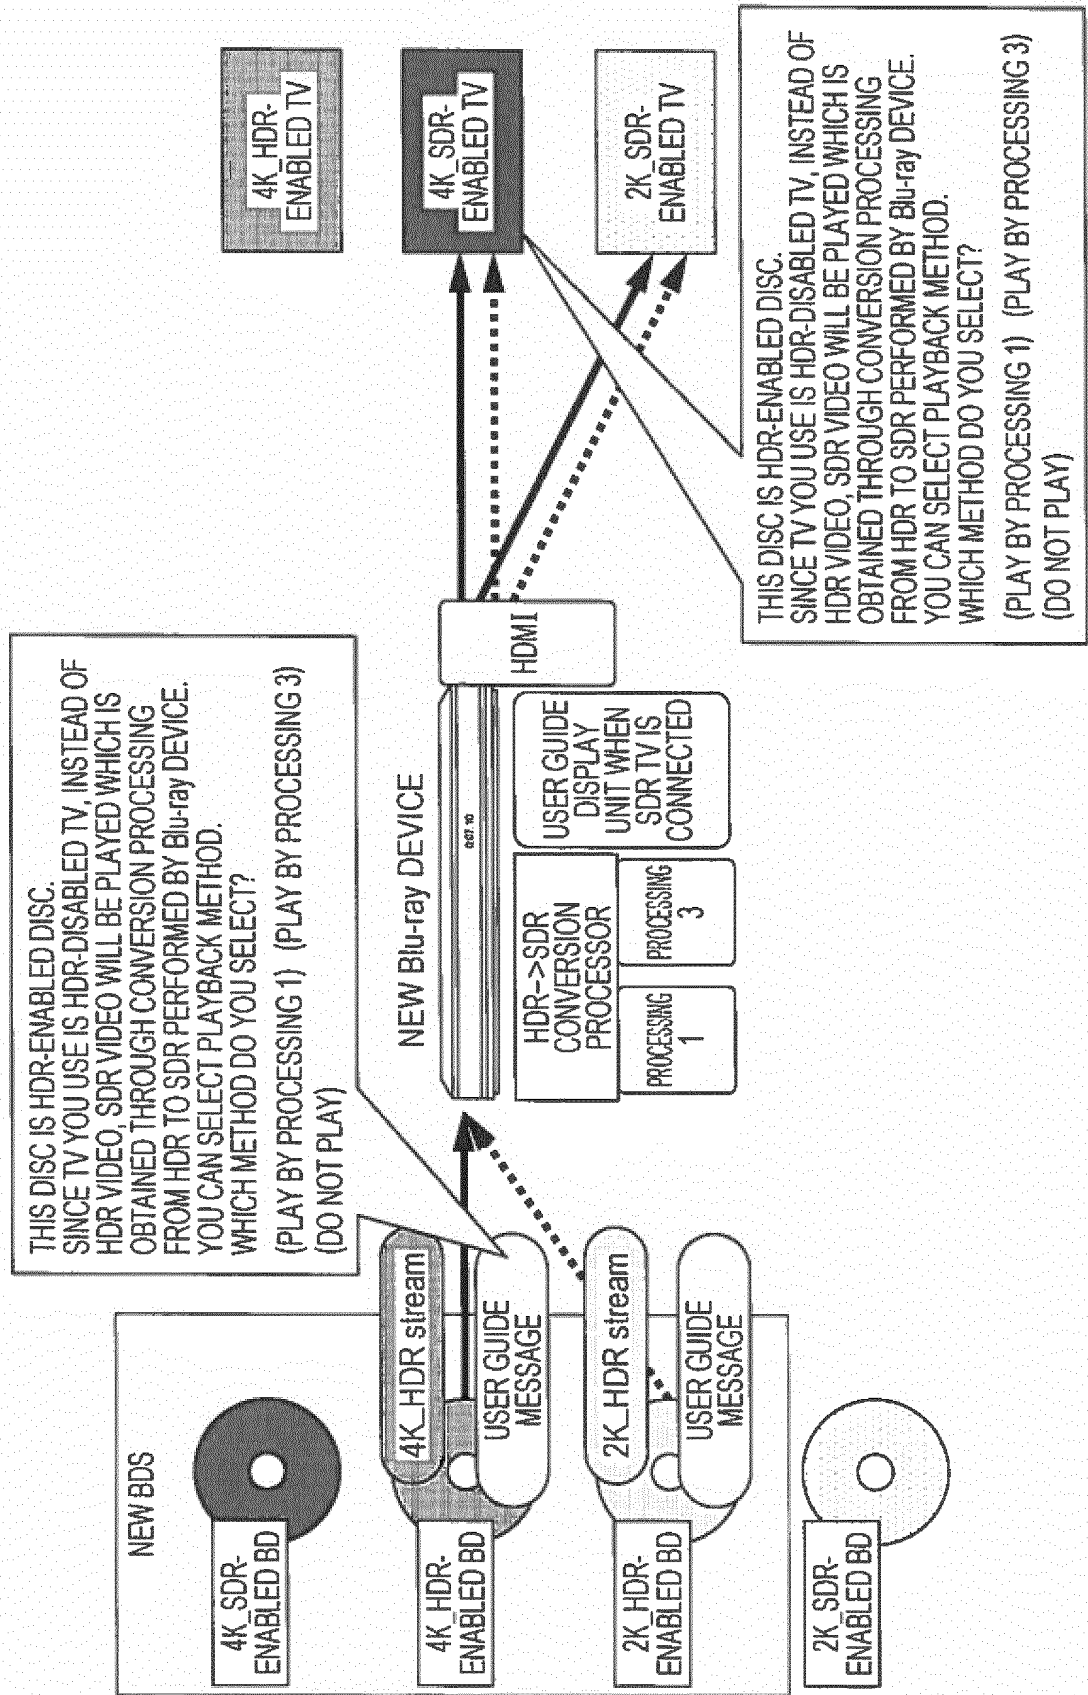 NEW BDS
4K_SDR-
ENABLED BD
4K_HDR-
ENABLED BD
2K_HDR-
ENABLED BD
2K_SDR-
ENABLED BD
4K_HDR stream
USER GUIDE
MESSAGE
2K_HDR stream
USER GUIDE
MESSAGE
THIS DISC IS HDR-ENABLED DISC.
SINCE TV YOU USE IS HDR-DISABLED TV, INSTEAD OF
HDR VIDEO, SDR VIDEO WILL BE PLAYED WHICH IS
OBTAINED THROUGH CONVERSION PROCESSING
FROM HDR TO SDR PERFORMED BY Blu-ray DEVICE.
YOU CAN SELECT PLAYBACK METHOD.
WHICH METHOD DO YOU SELECT?
(PLAY BY PROCESSING 1) (PLAY BY PROCESSING 3)
(DO NOT PLAY)
NEW Blu-ray DEVICE
0:07.10
HDR->SDR
CONVERSION
PROCESSOR
PROCESSING
1
PROCESSING
3
USER GUIDE
DISPLAY
UNIT WHEN
SDR TV IS
CONNECTED
HDMI
4K_HDR-
ENABLED TV
4K_SDR-
ENABLED TV
2K_SDR-
ENABLED TV
THIS DISC IS HDR-ENABLED DISC.
SINCE TV YOU USE IS HDR-DISABLED TV, INSTEAD OF
HDR VIDEO, SDR VIDEO WILL BE PLAYED WHICH IS
OBTAINED THROUGH CONVERSION PROCESSING
FROM HDR TO SDR PERFORMED BY Blu-ray DEVICE.
YOU CAN SELECT PLAYBACK METHOD.
WHICH METHOD DO YOU SELECT?
(PLAY BY PROCESSING 1) (PLAY BY PROCESSING 3)
(DO NOT PLAY)